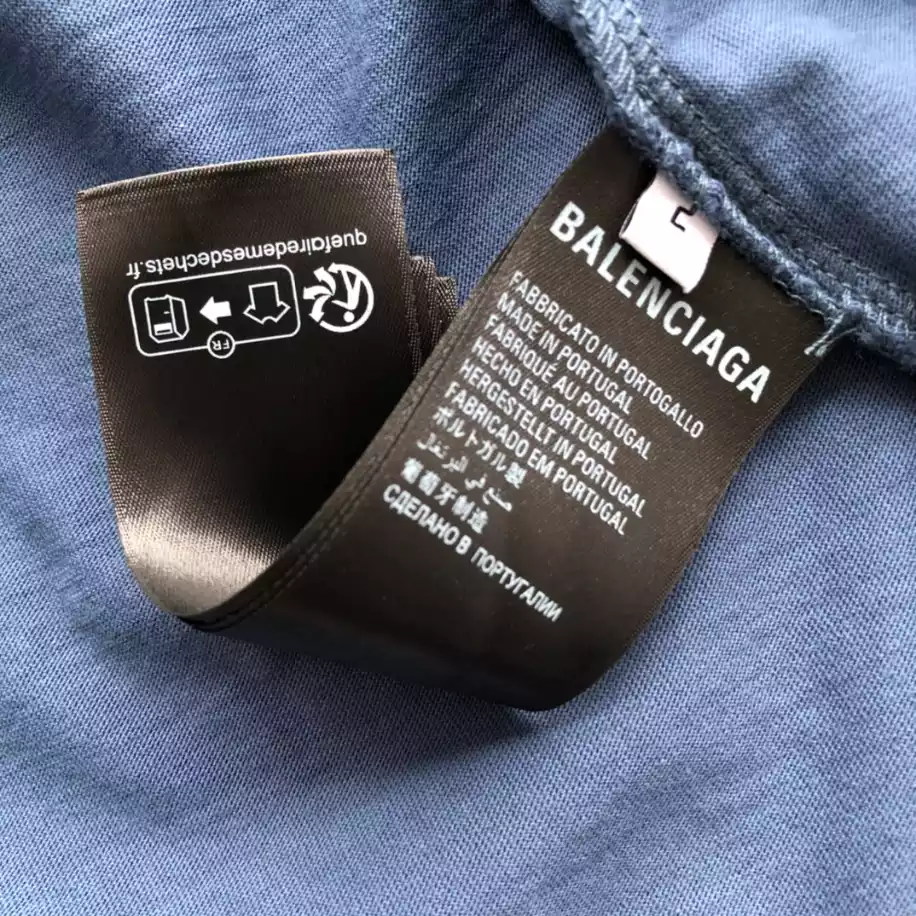 BALENCIAGA
FABBRICATO IN PORTOGALLO
MADE IN PORTUGAL
FABRIQUÉ AU PORTUGAL
HECHO EN PORTUGAL
HERGESTELLT IN PORTUGAL
FABRICADO EM PORTUGAL
ポルトガル製
صنع في البرتغال
葡萄牙制造
СДЕЛАНО В ПОРТУГАЛИИ
quefairedemesdechets.fr
FR